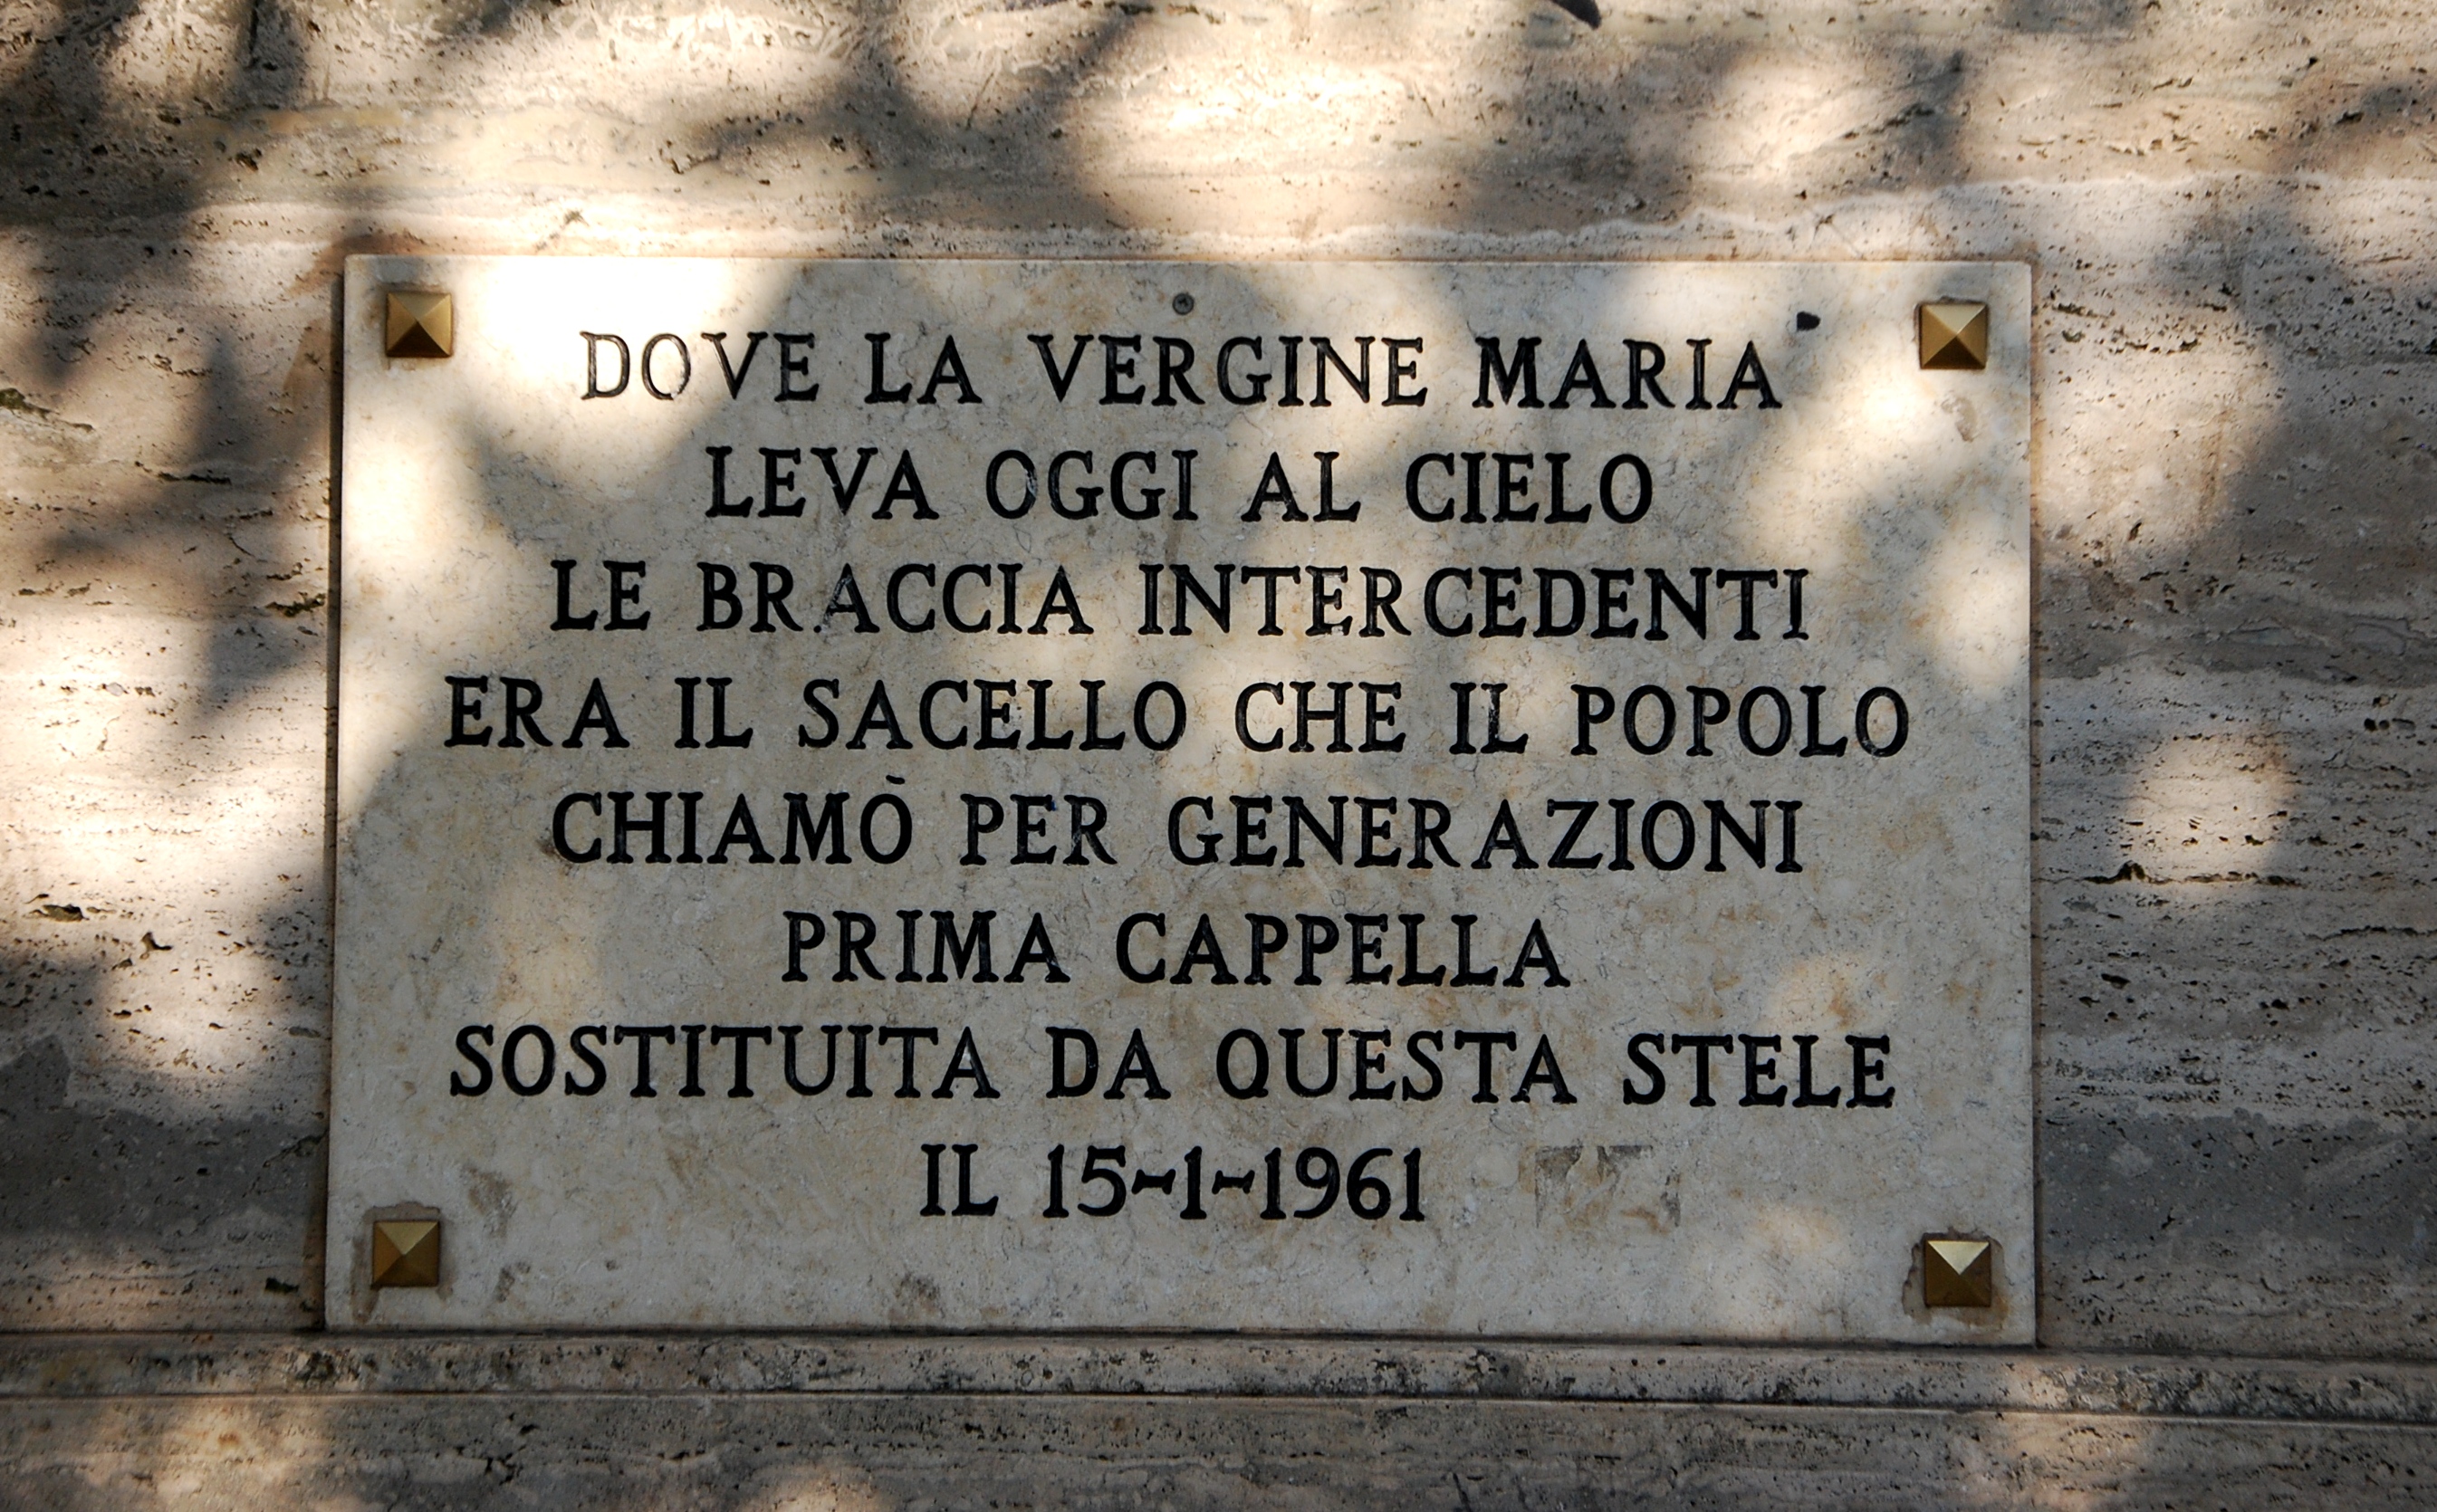 DOVE LA VERGINE MARIA
LEVA OGGI AL CIELO
LE BRACCIA INTERCEDENTI
ERA IL SACELLO CHE IL POPOLO
CHIAMÒ PER GENERAZIONI
PRIMA CAPPELLA
SOSTITUITA DA QUESTA STELE
IL 15-1-1961